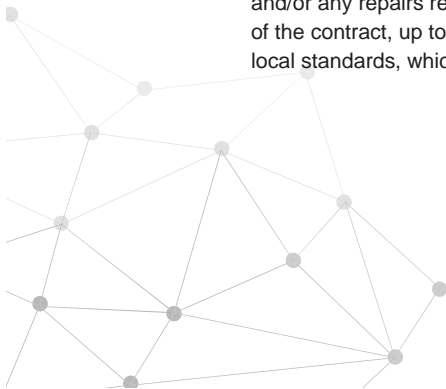 and/or any repairs re
of the contract, up to
local standards, whic